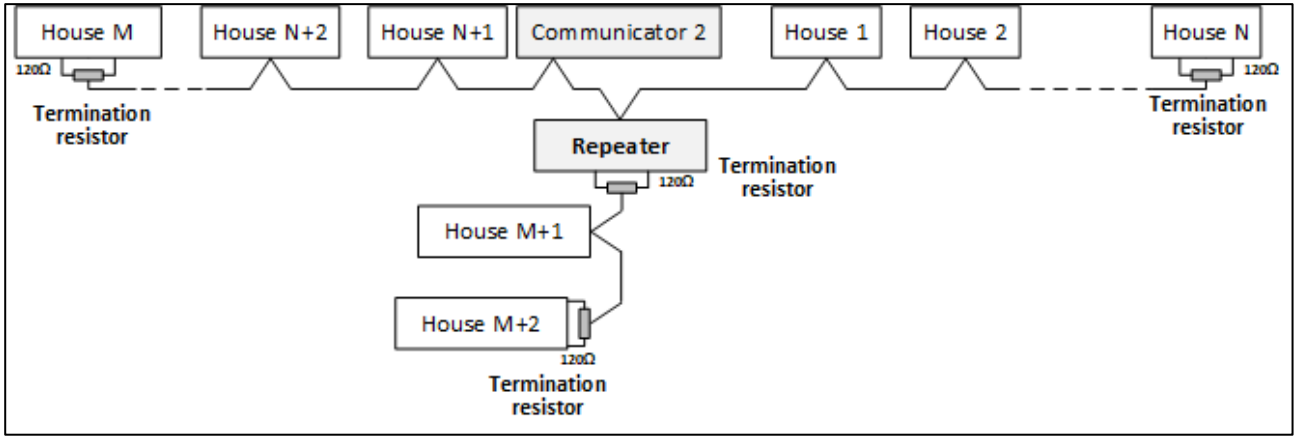 House M
House N+2
House N+1
Communicator 2
House 1
House 2
House N
120Ω
120Ω
Termination
resistor
Termination
resistor
Repeater
120Ω
Termination
resistor
House M+1
House M+2
120Ω
Termination
resistor